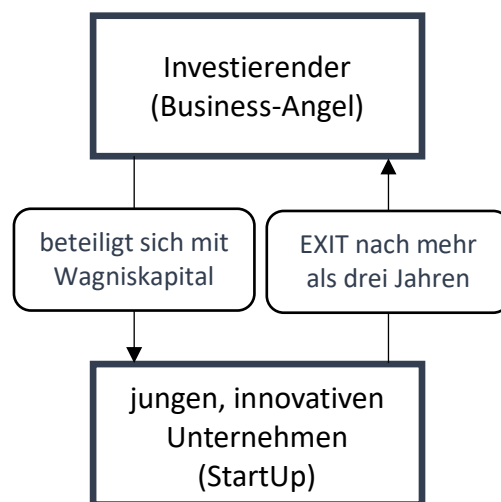 Investierender
(Business-Angel)
beteiligt sich mit
Wagniskapital
EXIT nach mehr
als drei Jahren
jungen, innovativen
Unternehmen
(StartUp)